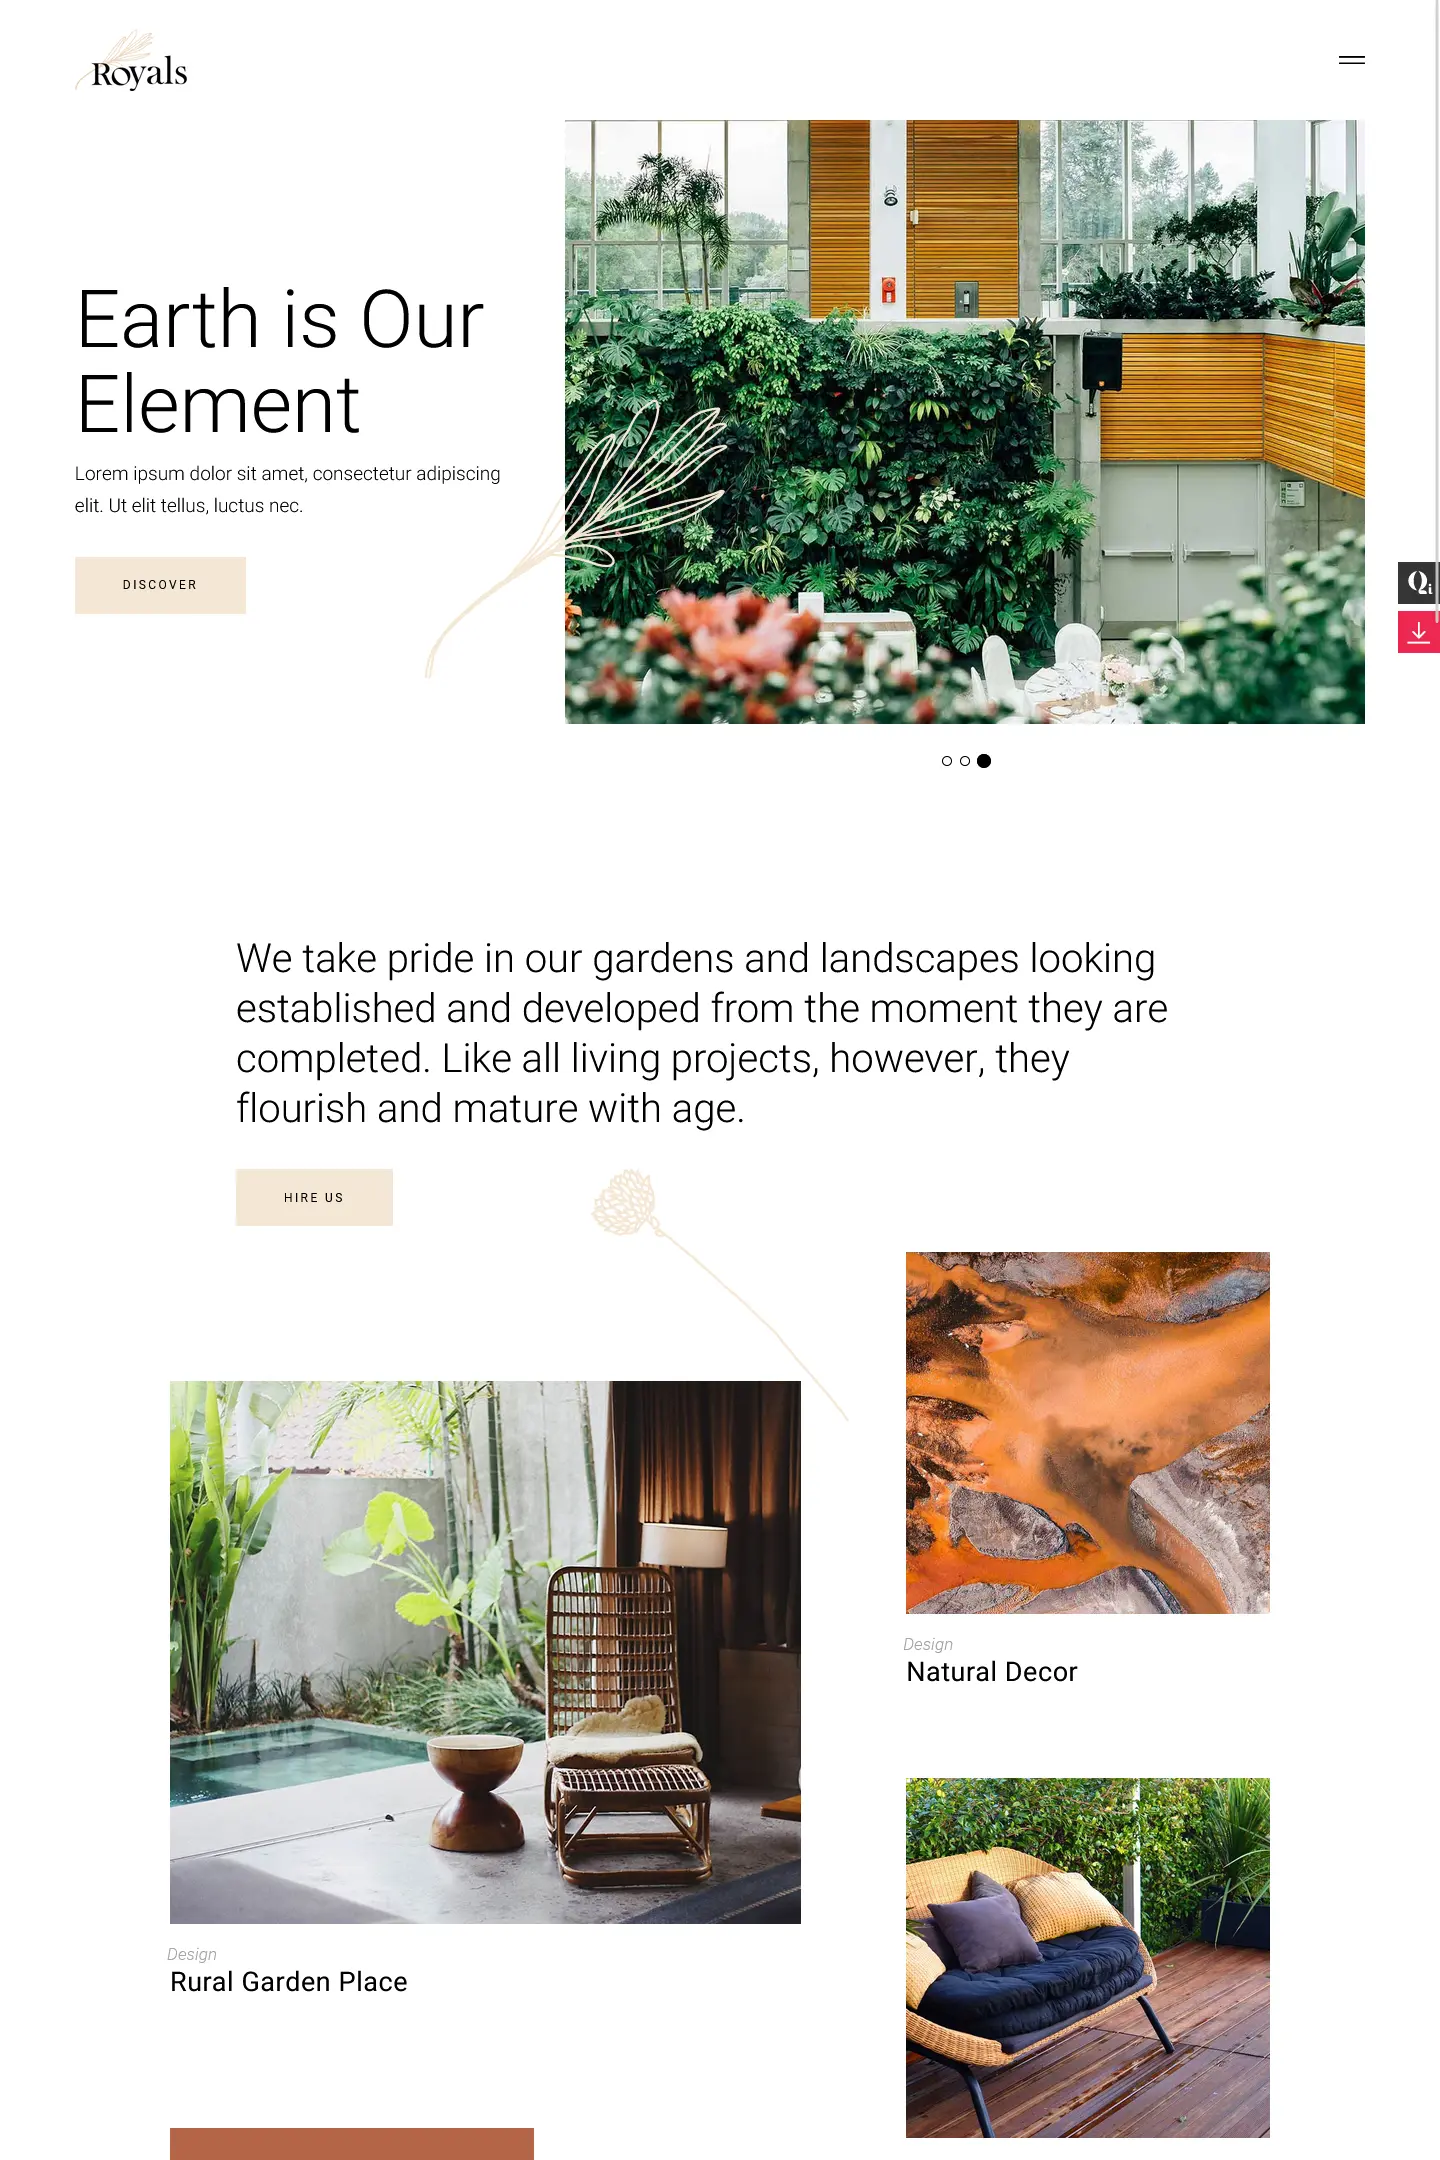 Royals
Earth is Our
Element
Lorem ipsum dolor sit amet, consectetur adipiscing
elit. Ut elit tellus, luctus nec.
DISCOVER
Qi
We take pride in our gardens and landscapes looking
established and developed from the moment they are
completed. Like all living projects, however, they
flourish and mature with age.
HIRE US
Design
Natural Decor
Design
Rural Garden Place